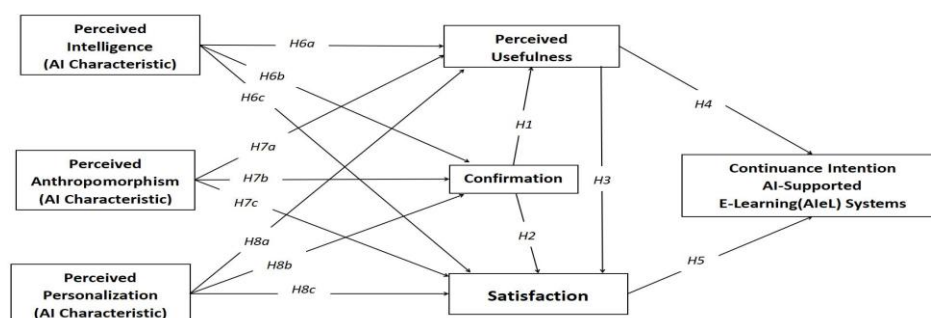 Perceived
Intelligence
(AI Characteristic)
H6a
Perceived
Usefulness
H6b
H6c
H4
H1
H7a
Perceived
Anthropomorphism
(AI Characteristic)
H7b
Confirmation
H3
Continuance Intention
AI-Supported
E-Learning(AIeL) Systems
H7c
H2
H8a
H8b
H5
Perceived
Personalization
(AI Characteristic)
H8c
Satisfaction